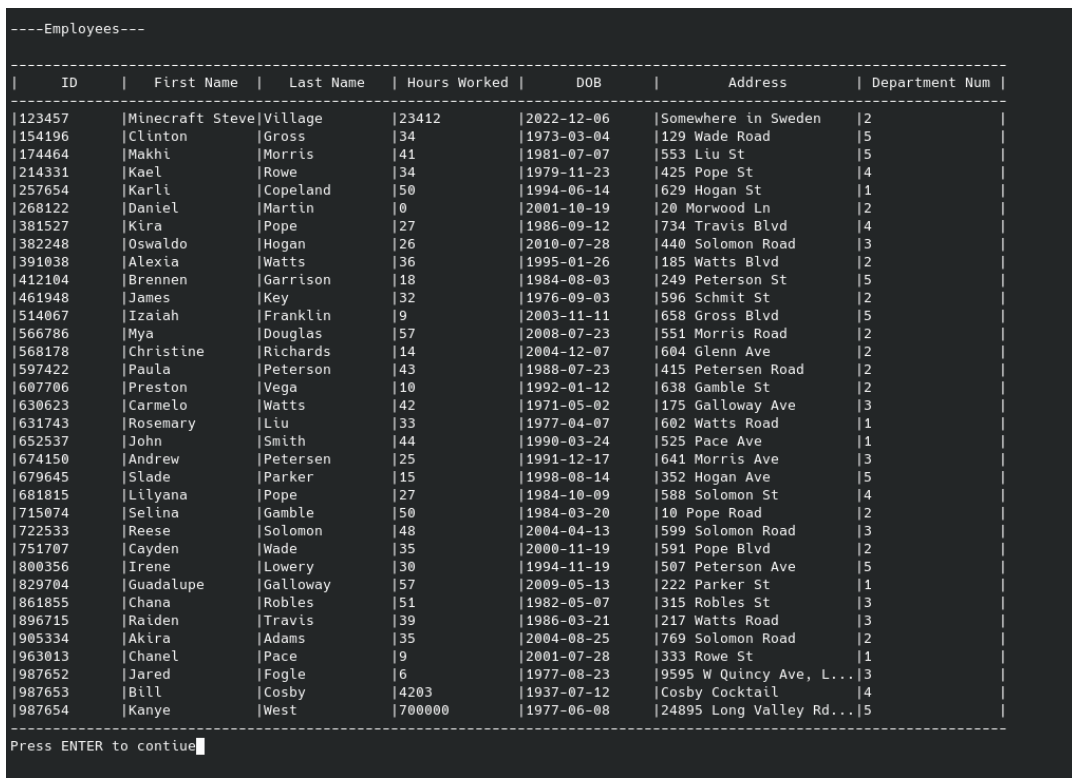 ----Employees---
| ID | First Name | Last Name | Hours Worked | DOB | Address | Department Num |
|123457 |Minecraft Steve|Village |23412 |2022-12-06 |Somewhere in Sweden |2 |
|154196 |Clinton |Gross |34 |1973-03-04 |129 Wade Road |5 |
|174464 |Makhi |Morris |41 |1981-07-07 |553 Liu St |5 |
|214331 |Kael |Rowe |34 |1979-11-23 |425 Pope St |4 |
|257654 |Karli |Copeland |50 |1994-06-14 |629 Hogan St |1 |
|268122 |Daniel |Martin |0 |2001-10-19 |20 Morwood Ln |2 |
|381527 |Kira |Pope |27 |1986-09-12 |734 Travis Blvd |4 |
|382248 |Oswaldo |Hogan |26 |2010-07-28 |440 Solomon Road |3 |
|391038 |Alexia |Watts |36 |1995-01-26 |185 Watts Blvd |2 |
|412104 |Brennen |Garrison |18 |1984-08-03 |249 Peterson St |5 |
|461948 |James |Key |32 |1976-09-03 |596 Schmit St |2 |
|514067 |Izaiah |Franklin |9 |2003-11-11 |658 Gross Blvd |5 |
|566786 |Mya |Douglas |57 |2008-07-23 |551 Morris Road |2 |
|568178 |Christine |Richards |14 |2004-12-07 |604 Glenn Ave |2 |
|597422 |Paula |Peterson |43 |1988-07-23 |415 Petersen Road |2 |
|607706 |Preston |Vega |10 |1992-01-12 |638 Gamble St |2 |
|630623 |Carmelo |Watts |42 |1971-05-02 |175 Galloway Ave |3 |
|631743 |Rosemary |Liu |33 |1977-04-07 |602 Watts Road |1 |
|652537 |John |Smith |44 |1990-03-24 |525 Pace Ave |1 |
|674150 |Andrew |Petersen |25 |1991-12-17 |641 Morris Ave |3 |
|679645 |Slade |Parker |15 |1998-08-14 |352 Hogan Ave |5 |
|681815 |Lilyana |Pope |27 |1984-10-09 |588 Solomon St |4 |
|715074 |Selina |Gamble |50 |1984-03-20 |10 Pope Road |2 |
|722533 |Reese |Solomon |48 |2004-04-13 |599 Solomon Road |3 |
|751707 |Cayden |Wade |35 |2000-11-19 |591 Pope Blvd |2 |
|800356 |Irene |Lowery |30 |1994-11-19 |507 Peterson Ave |5 |
|829704 |Guadalupe |Galloway |57 |2009-05-13 |222 Parker St |1 |
|861855 |Chana |Robles |51 |1982-05-07 |315 Robles St |3 |
|896715 |Raiden |Travis |39 |1986-03-21 |217 Watts Road |3 |
|905334 |Akira |Adams |35 |2004-08-25 |769 Solomon Road |2 |
|963013 |Chanel |Pace |9 |2001-07-28 |333 Rowe St |1 |
|987652 |Jared |Fogle |6 |1977-08-23 |9595 W Quincy Ave, L...|3 |
|987653 |Bill |Cosby |4203 |1937-07-12 |Cosby Cocktail |4 |
|987654 |Kanye |West |700000 |1977-06-08 |24895 Long Valley Rd...|5 |
Press ENTER to contiue